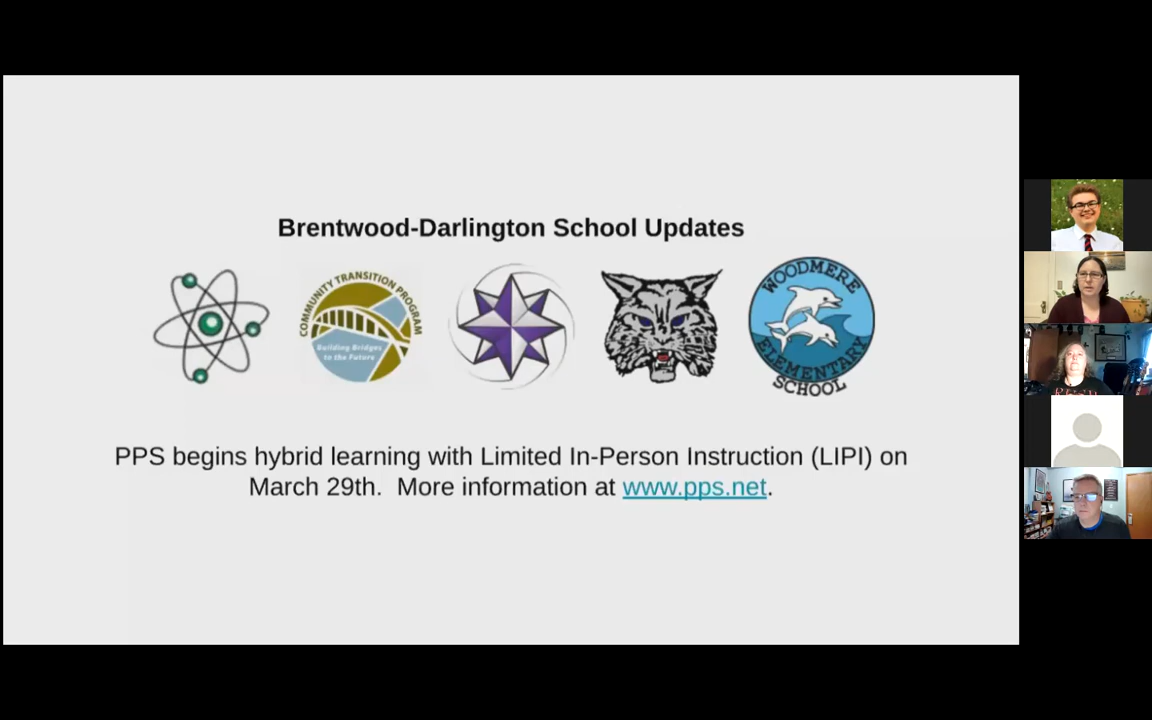 Brentwood-Darlington School Updates
COMMUNITY TRANSITION PROGRAM
Building Bridges
to the Future
WOODMERE
ELEMENTARY
SCHOOL
PPS begins hybrid learning with Limited In-Person Instruction (LIPI) on
March 29th.  More information at www.pps.net.